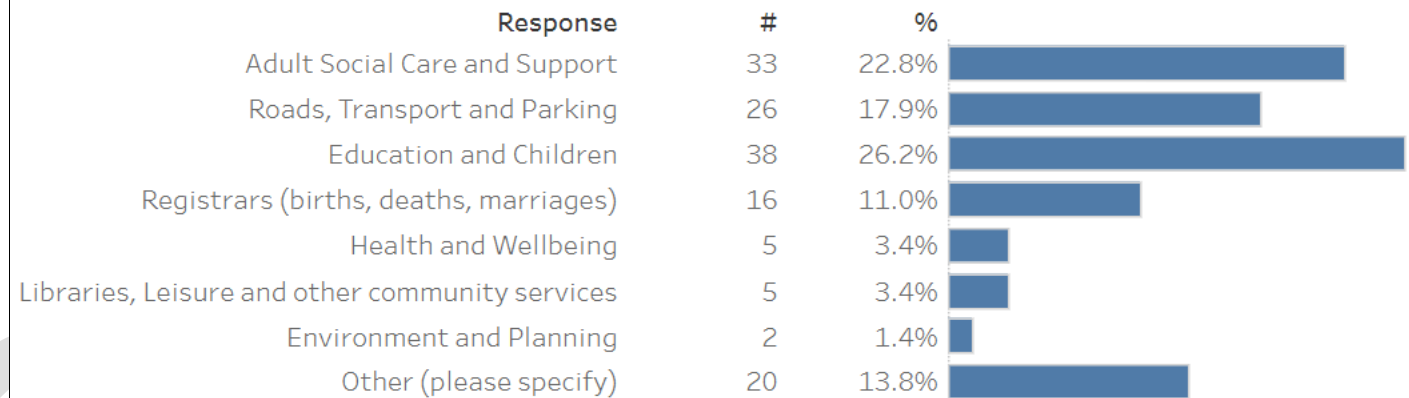 Response # %
Adult Social Care and Support 33 22.8%
Roads, Transport and Parking 26 17.9%
Education and Children 38 26.2%
Registrars (births, deaths, marriages) 16 11.0%
Health and Wellbeing 5 3.4%
Libraries, Leisure and other community services 5 3.4%
Environment and Planning 2 1.4%
Other (please specify) 20 13.8%